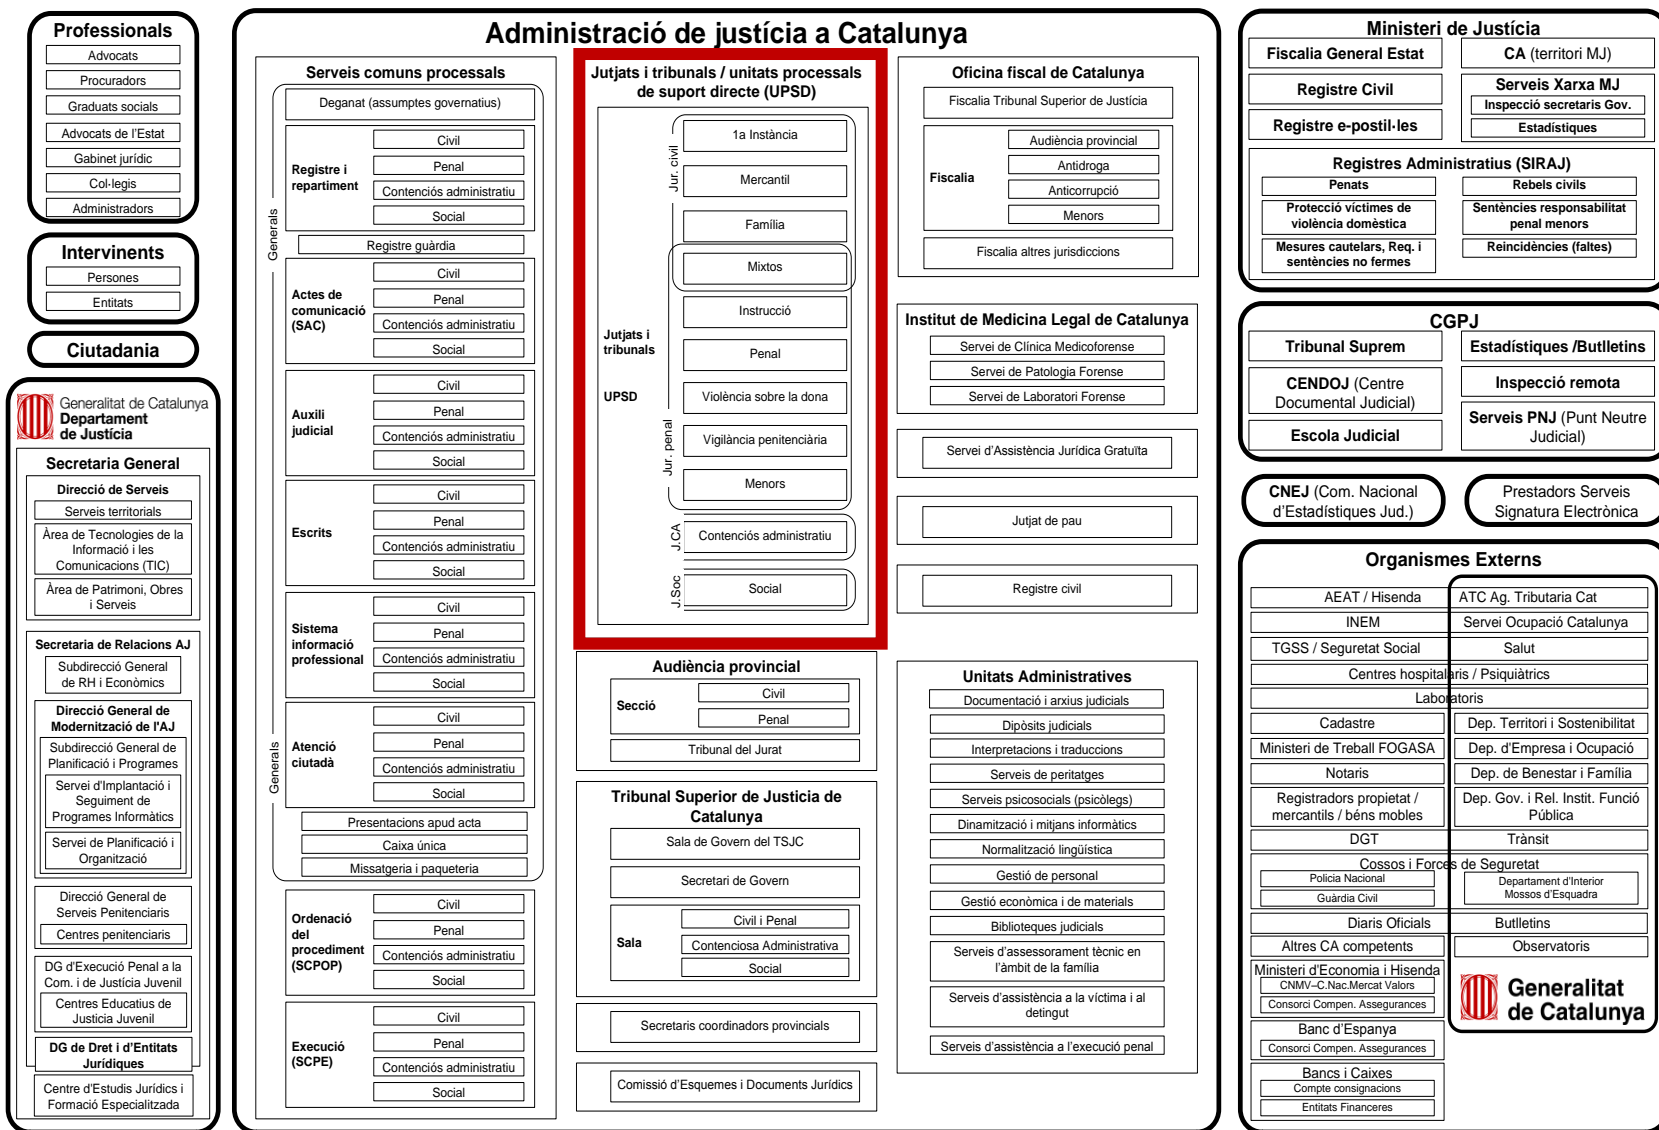 Professionals
Advocats
Procuradors
Graduats socials
Advocats de l'Estat
Gabinet jurídic
Col·legis
Administradors
Intervinents
Persones
Entitats
Ciutadania
Generalitat de Catalunya
Departament
de Justícia
Secretaria General
Direcció de Serveis
Serveis territorials
Àrea de Tecnologies de la
Informació i les
Comunicacions (TIC)
Àrea de Patrimoni, Obres
i Serveis
Secretaria de Relacions AJ
Subdirecció General
de RH i Econòmics
Direcció General de
Modernització de l'AJ
Subdirecció General de
Planificació i Programes
Servei d'Implantació i
Seguiment de
Programes Informàtics
Servei de Planificació i
Organització
Direcció General de
Serveis Penitenciaris
Centres penitenciaris
DG d'Execució Penal a la
Com. i de Justícia Juvenil
Centres Educatius de
Justicia Juvenil
DG de Dret i d'Entitats
Jurídiques
Centre d'Estudis Jurídics i
Formació Especialitzada
Administració de justícia a Catalunya
Serveis comuns processals
Generals
Deganat (assumptes governatius)
Registre i
repartiment
Civil
Penal
Contenciós administratiu
Social
Registre guàrdia
Actes de
comunicació
(SAC)
Civil
Penal
Contenciós administratiu
Social
Auxili
judicial
Civil
Penal
Contenciós administratiu
Social
Escrits
Civil
Penal
Contenciós administratiu
Social
Sistema
informació
professional
Civil
Penal
Contenciós administratiu
Social
Generals
Atenció
ciutadà
Civil
Penal
Contenciós administratiu
Social
Presentacions apud acta
Caixa única
Missatgeria i paqueteria
Ordenació
del
procediment
(SCPOP)
Civil
Penal
Contenciós administratiu
Social
Execució
(SCPE)
Civil
Penal
Contenciós administratiu
Social
Jutjats i tribunals / unitats processals
de suport directe (UPSD)
Jutjats i
tribunals
UPSD
Jur. civil
1a Instància
Mercantil
Família
Mixtos
Jur. penal
Instrucció
Penal
Violència sobre la dona
Vigilància penitenciària
Menors
J.CA
Contenciós administratiu
J.Soc
Social
Audiència provincial
Secció
Civil
Penal
Tribunal del Jurat
Tribunal Superior de Justicia de
Catalunya
Sala de Govern del TSJC
Secretari de Govern
Sala
Civil i Penal
Contenciosa Administrativa
Social
Secretaris coordinadors provincials
Comissió d'Esquemes i Documents Jurídics
Oficina fiscal de Catalunya
Fiscalia Tribunal Superior de Justícia
Fiscalia
Audiència provincial
Antidroga
Anticorrupció
Menors
Fiscalia altres jurisdiccions
Institut de Medicina Legal de Catalunya
Servei de Clínica Medicoforense
Servei de Patologia Forense
Servei de Laboratori Forense
Servei d'Assistència Jurídica Gratuïta
Jutjat de pau
Registre civil
Unitats Administratives
Documentació i arxius judicials
Dipòsits judicials
Interpretacions i traduccions
Serveis de peritatges
Serveis psicosocials (psicòlegs)
Dinamització i mitjans informàtics
Normalització lingüística
Gestió de personal
Gestió econòmica i de materials
Biblioteques judicials
Serveis d'assessorament tècnic en
l'àmbit de la família
Serveis d'assistència a la víctima i al
detingut
Serveis d'assistència a l'execució penal
Ministeri de Justícia
Fiscalia General Estat
CA (territori MJ)
Registre Civil
Serveis Xarxa MJ
Inspecció secretaris Gov.
Estadístiques
Registre e-postil·les
Registres Administratius (SIRAJ)
Penats
Rebels civils
Protecció víctimes de
violència domèstica
Sentències responsabilitat
penal menors
Mesures cautelars, Req. i
sentències no fermes
Reincidències (faltes)
CGPJ
Tribunal Suprem
Estadístiques /Butlletins
CENDOJ (Centre
Documental Judicial)
Inspecció remota
Escola Judicial
Serveis PNJ (Punt Neutre
Judicial)
CNEJ (Com. Nacional
d'Estadístiques Jud.)
Prestadors Serveis
Signatura Electrònica
Organismes Externs
AEAT / Hisenda
ATC Ag. Tributaria Cat
INEM
Servei Ocupació Catalunya
TGSS / Seguretat Social
Salut
Centres hospitalaris / Psiquiàtrics
Laboratoris
Cadastre
Dep. Territori i Sostenibilitat
Ministeri de Treball FOGASA
Dep. d'Empresa i Ocupació
Notaris
Dep. de Benestar i Família
Registradors propietat /
mercantils / béns mobles
Dep. Gov. i Rel. Instit. Funció
Pública
DGT
Trànsit
Cossos i Forces de Seguretat
Policia Nacional
Guàrdia Civil
Departament d'Interior
Mossos d'Esquadra
Diaris Oficials
Butlletins
Altres CA competents
Observatoris
Ministeri d'Economia i Hisenda
CNMV–C.Nac.Mercat Valors
Consorci Compen. Assegurances
Banc d'Espanya
Consorci Compen. Assegurances
Bancs i Caixes
Compte consignacions
Entitats Financeres
Generalitat
de Catalunya